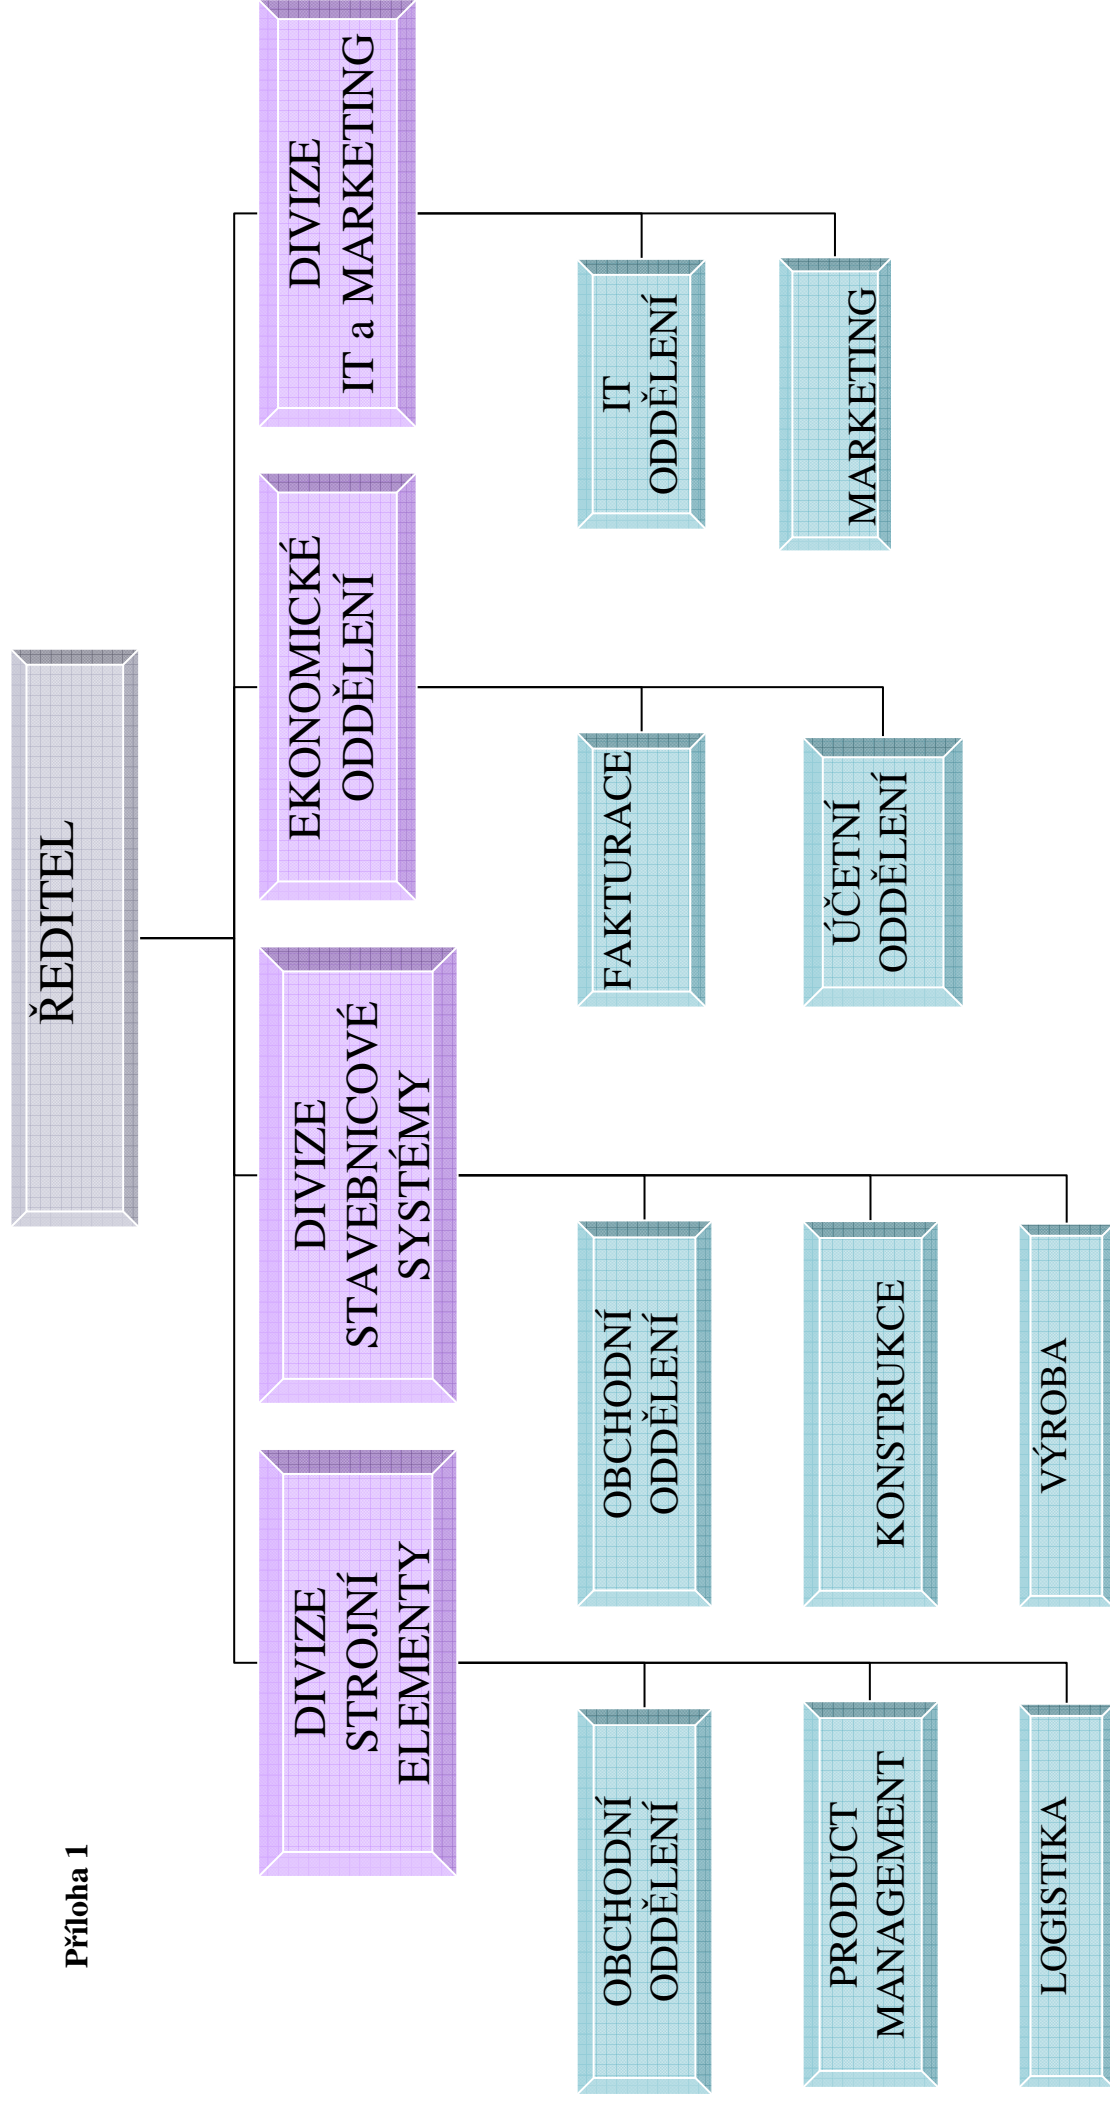 Příloha 1
ŘEDITEL
DIVIZE
STROJNÍ
ELEMENTY
DIVIZE
STAVEBNICOVÉ
SYSTÉMY
EKONOMICKÉ
ODDĚLENÍ
DIVIZE
IT a MARKETING
OBCHODNÍ
ODDĚLENÍ
PRODUCT
MANAGEMENT
LOGISTIKA
OBCHODNÍ
ODDĚLENÍ
KONSTRUKCE
VÝROBA
FAKTURACE
ÚČETNÍ
ODDĚLENÍ
IT
ODDĚLENÍ
MARKETING